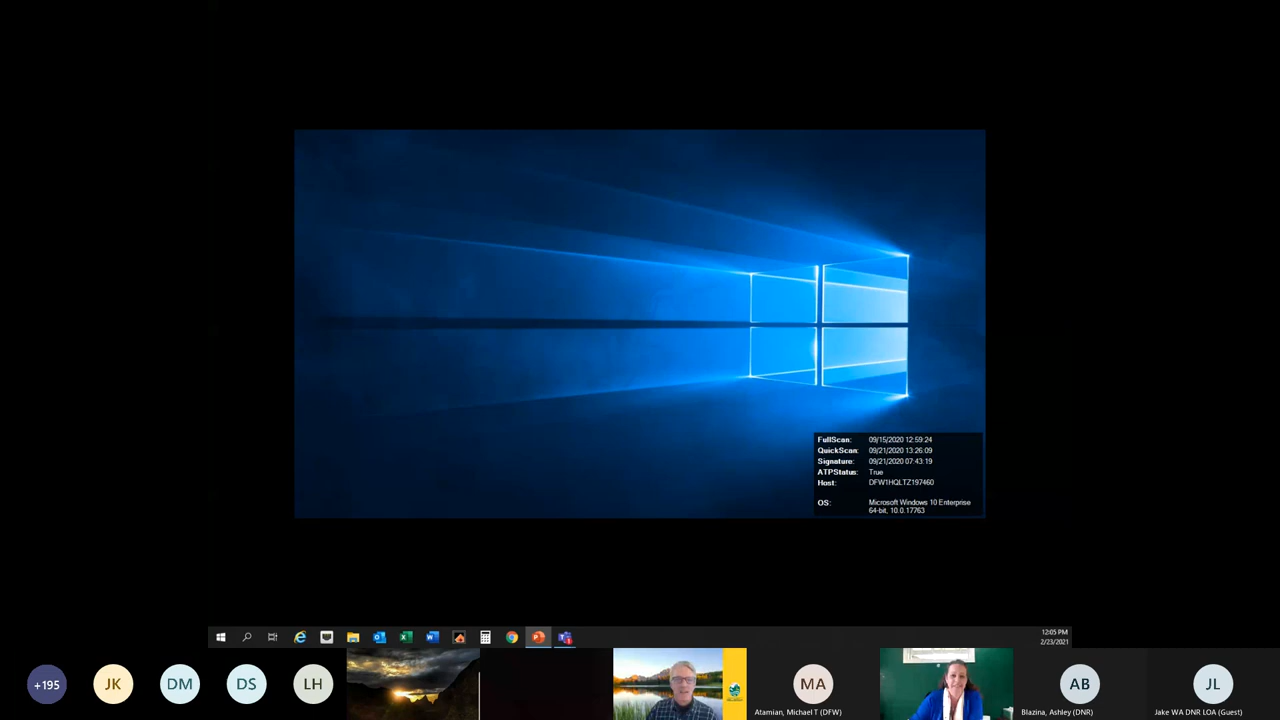 FullScan: 09/15/2020 12:59:24
QuickScan: 09/21/2020 13:26:09
Signature: 09/21/2020 07:43:19
ATPStatus: True
Host: DFW1HQLTZ197460
OS: Microsoft Windows 10 Enterprise
64-bit, 10.0.17763
12:05 PM
2/23/2021
+195
JK
DM
DS
LH
MA
AB
JL
Atamian, Michael T (DFW)
Blazina, Ashley (DNR)
Jake WA DNR LOA (Guest)